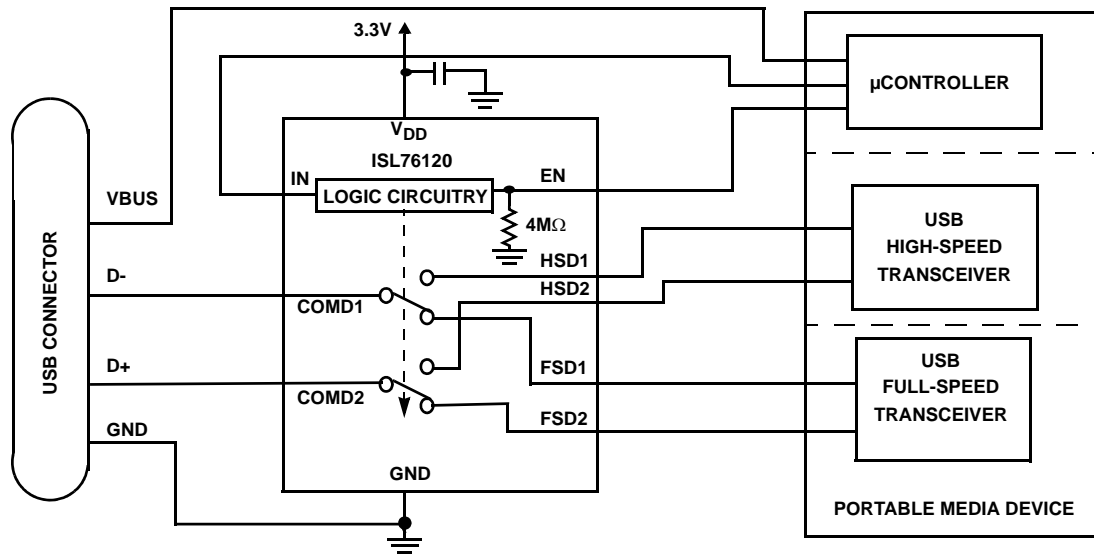 3.3V
µCONTROLLER
V_DD
ISL76120
IN
LOGIC CIRCUITRY
EN
4MΩ
USB CONNECTOR
VBUS
D-
D+
GND
COMD1
COMD2
HSD1
HSD2
FSD1
FSD2
GND
USB
HIGH-SPEED
TRANSCEIVER
USB
FULL-SPEED
TRANSCEIVER
PORTABLE MEDIA DEVICE